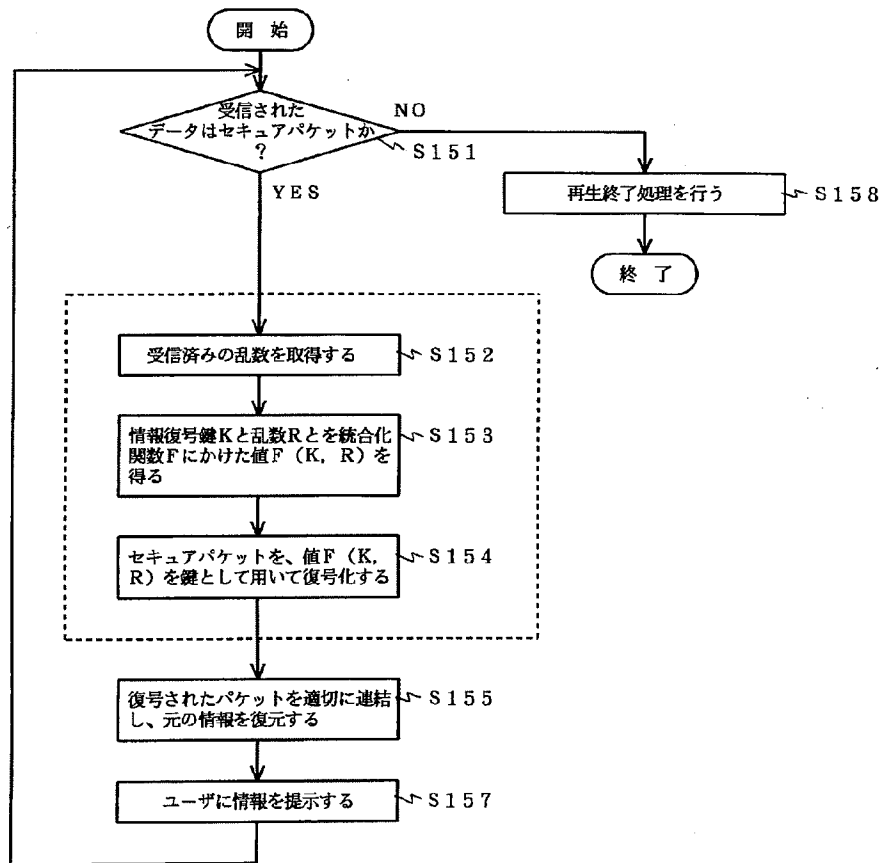 開 始
受信された
データはセキュアパケットか
?
NO
S151
YES
再生終了処理を行う
S158
終 了
受信済みの乱数を取得する
S152
情報復号鍵Kと乱数Rとを統合化
関数Fにかけた値F (K, R) を
得る
S153
セキュアパケットを、値F (K,
R) を鍵として用いて復号化する
S154
復号されたパケットを適切に連結
し、元の情報を復元する
S155
ユーザに情報を提示する
S157